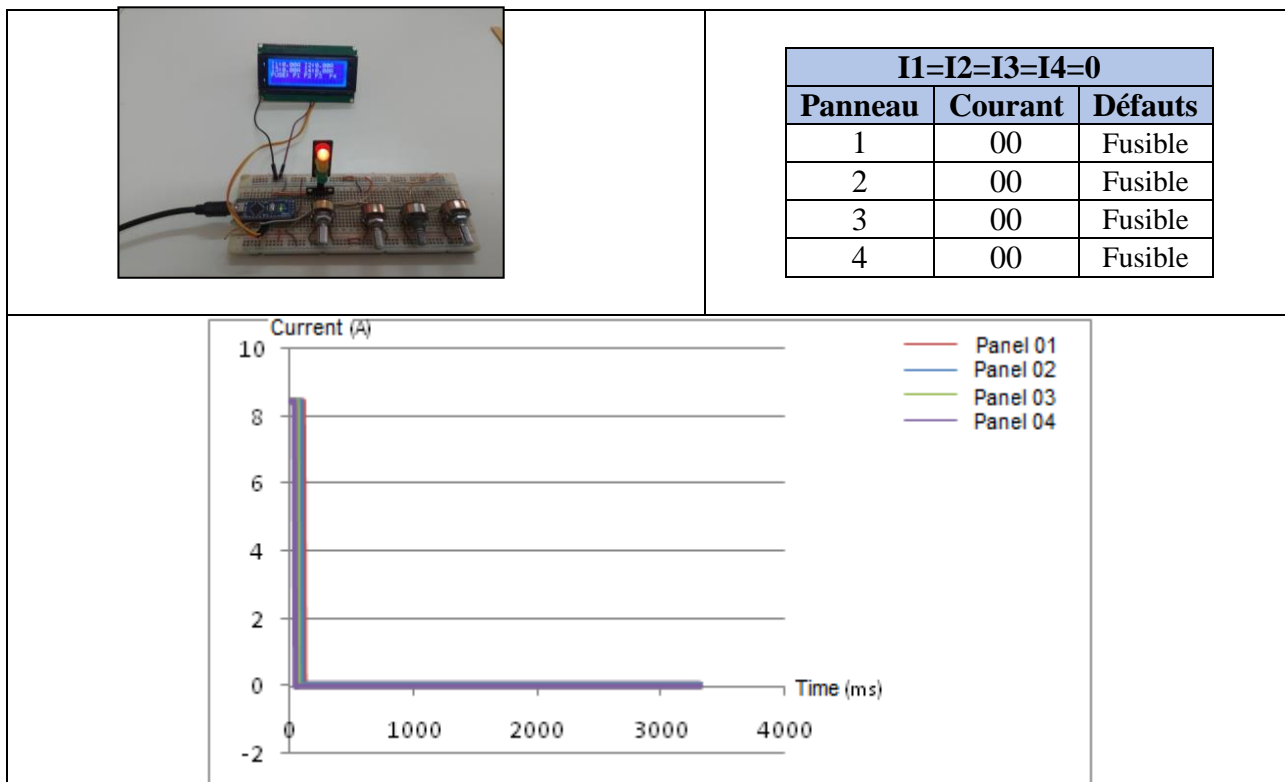 I1=I2=I3=I4=0
Panneau Courant Défauts
1 00 Fusible
2 00 Fusible
3 00 Fusible
4 00 Fusible
Current (A)
10
8
6
4
2
0
-2
0 1000 2000 3000 4000
Time (ms)
Panel 01
Panel 02
Panel 03
Panel 04